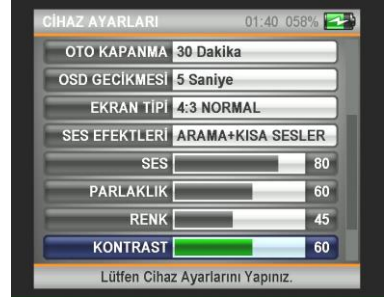 CİHAZ AYARLARI 01:40 058%
OTO KAPANMA 30 Dakika
OSD GECİKMESİ 5 Saniye
EKRAN TİPİ 4:3 NORMAL
SES EFEKTLERİ ARAMA+KISA SESLER
SES 80
PARLAKLIK 60
RENK 45
KONTRAST 60
Lütfen Cihaz Ayarlarını Yapınız.